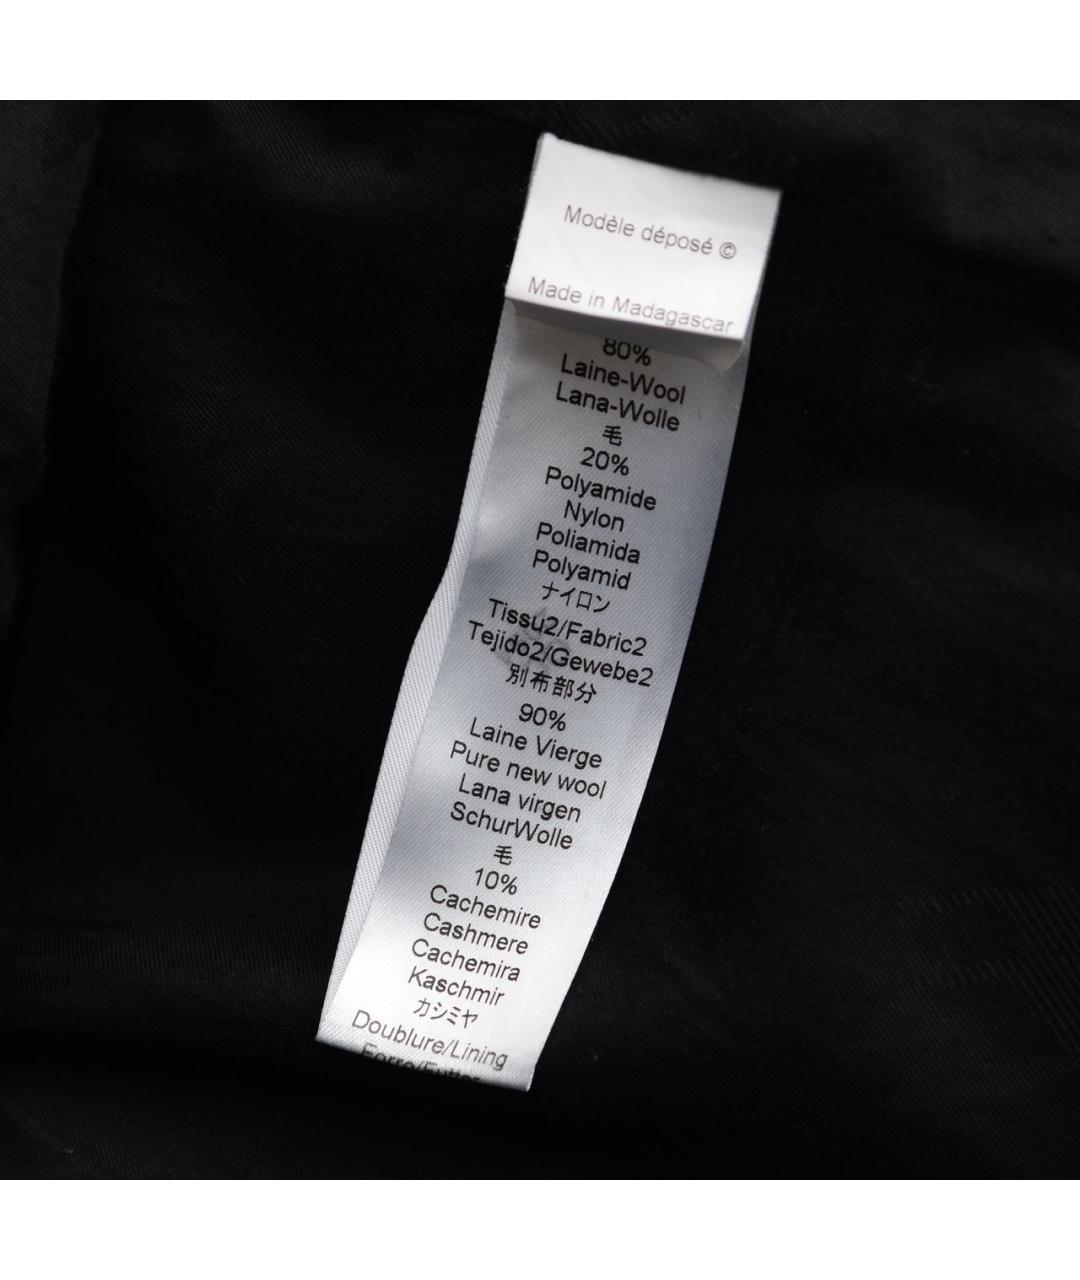 Modèle déposé ©
Made in Madagascar
80%
Laine-Wool
Lana-Wolle
毛
20%
Polyamide
Nylon
Poliamida
Polyamid
ナイロン
Tissu2/Fabric2
Tejido2/Gewebe2
別布部分
90%
Laine Vierge
Pure new wool
Lana virgen
SchurWolle
毛
10%
Cachemire
Cashmere
Cachemira
Kaschmir
カシミヤ
Doublure/Lining
Forro/Futter